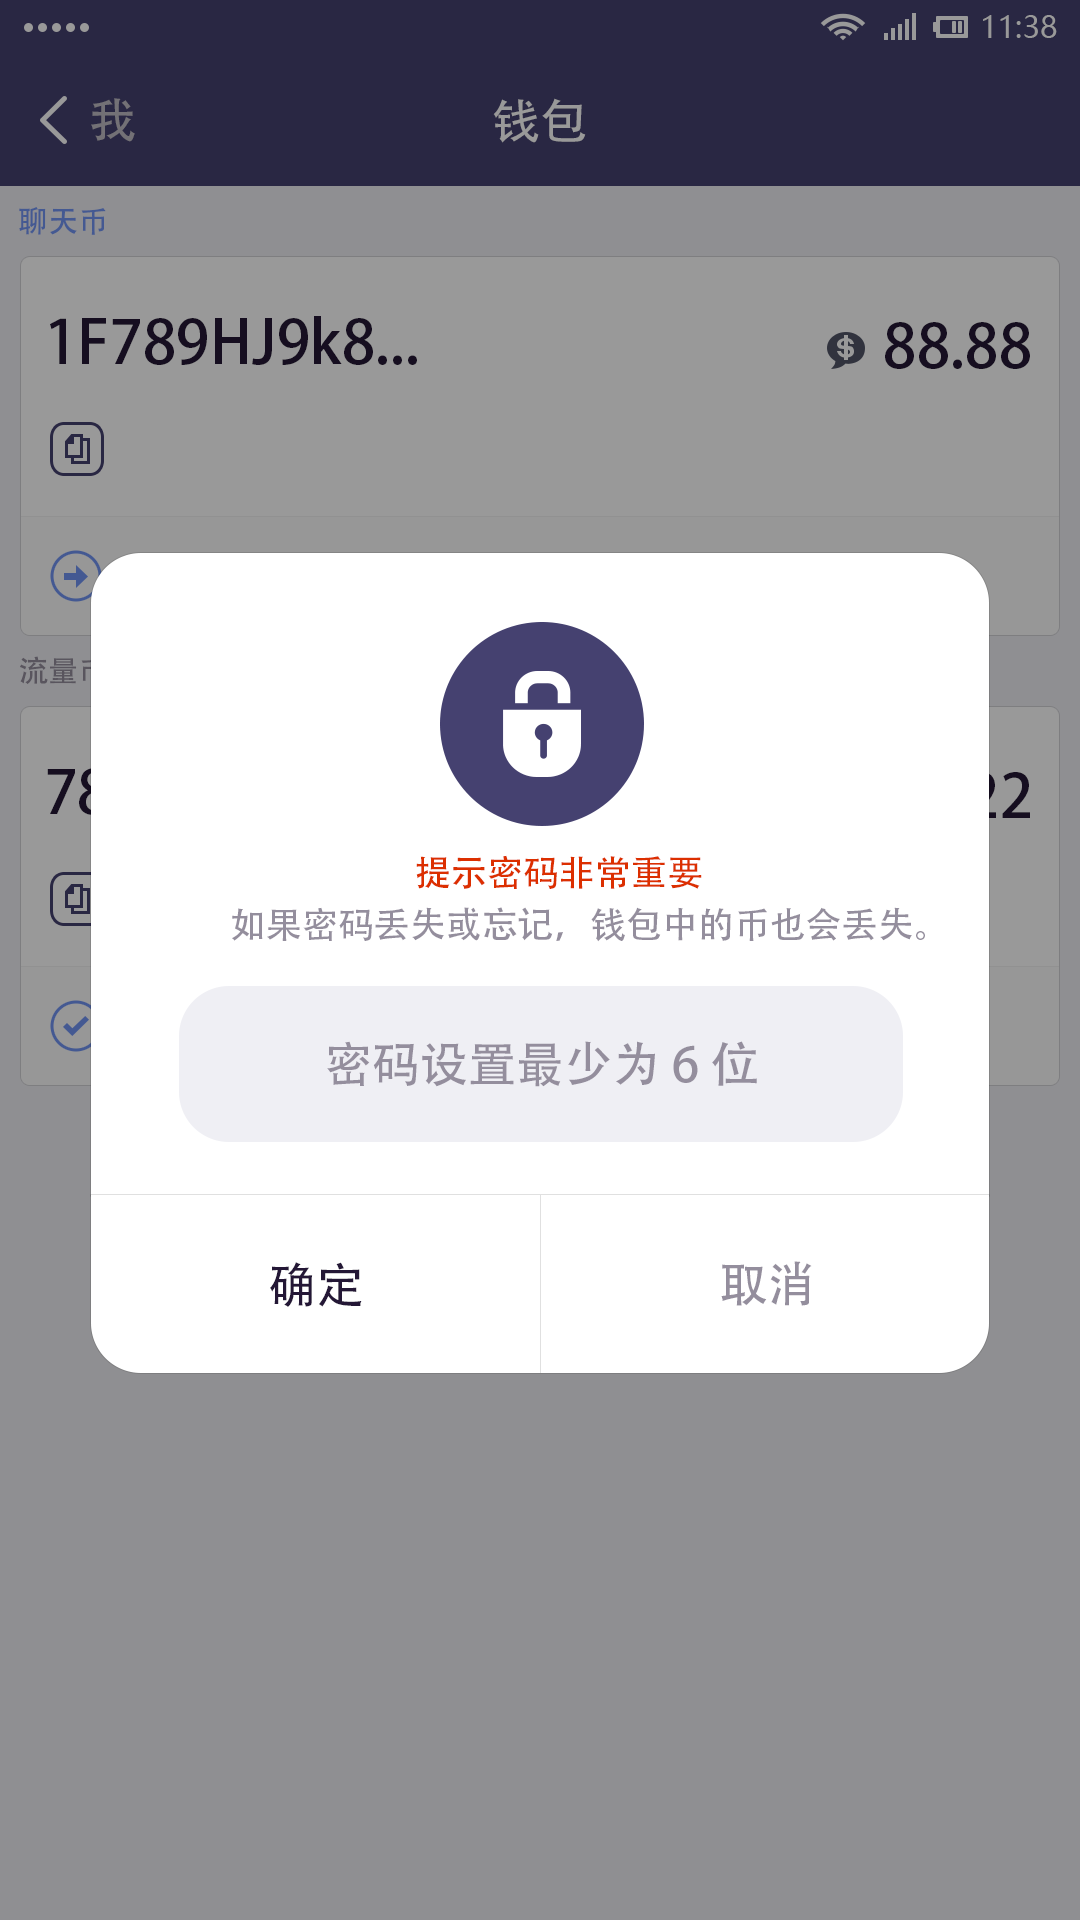 11:38
我
钱包
聊天币
1F789HJ9k8...
88.88
流量
78
22
提示密码非常重要
如果密码丢失或忘记，钱包中的币也会丢失。
密码设置最少为 6 位
确定
取消